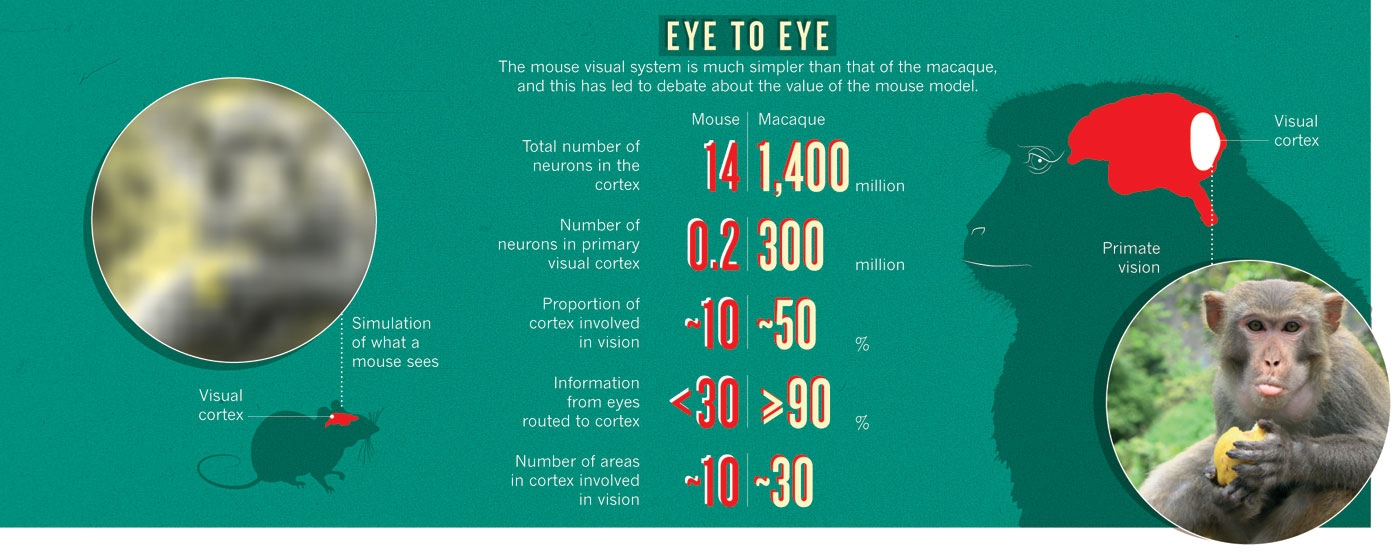 EYE TO EYE
The mouse visual system is much simpler than that of the macaque,
and this has led to debate about the value of the mouse model.
Mouse Macaque
Total number of
neurons in the
cortex
14 1,400 million
Number of
neurons in primary
visual cortex
0.2 300 million
Proportion of
cortex involved
in vision
~10 ~50 %
Information
from eyes
routed to cortex
<30 ⩾90 %
Number of areas
in cortex involved
in vision
~10 ~30
Simulation
of what a
mouse sees
Visual
cortex
Visual
cortex
Primate
vision